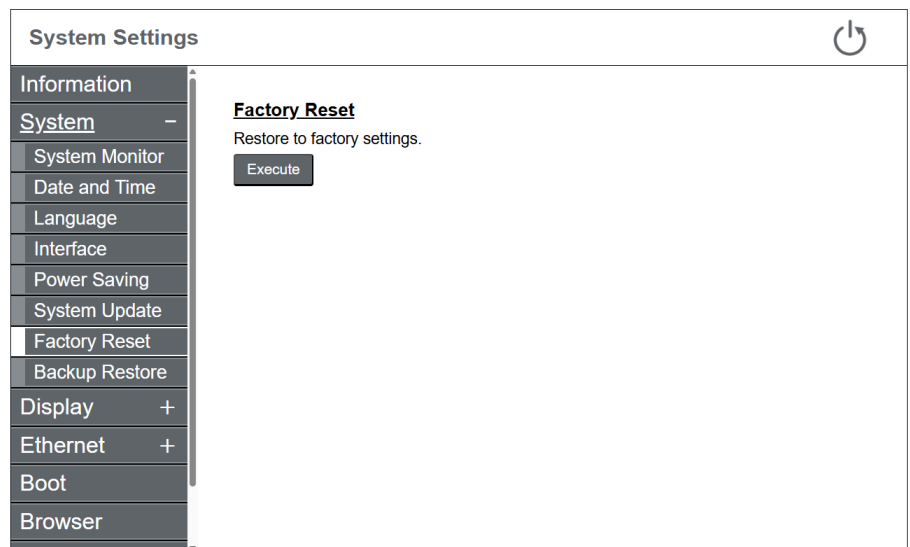 System Settings
Information
System −
System Monitor
Date and Time
Language
Interface
Power Saving
System Update
Factory Reset
Backup Restore
Display +
Ethernet +
Boot
Browser
Factory Reset
Restore to factory settings.
Execute